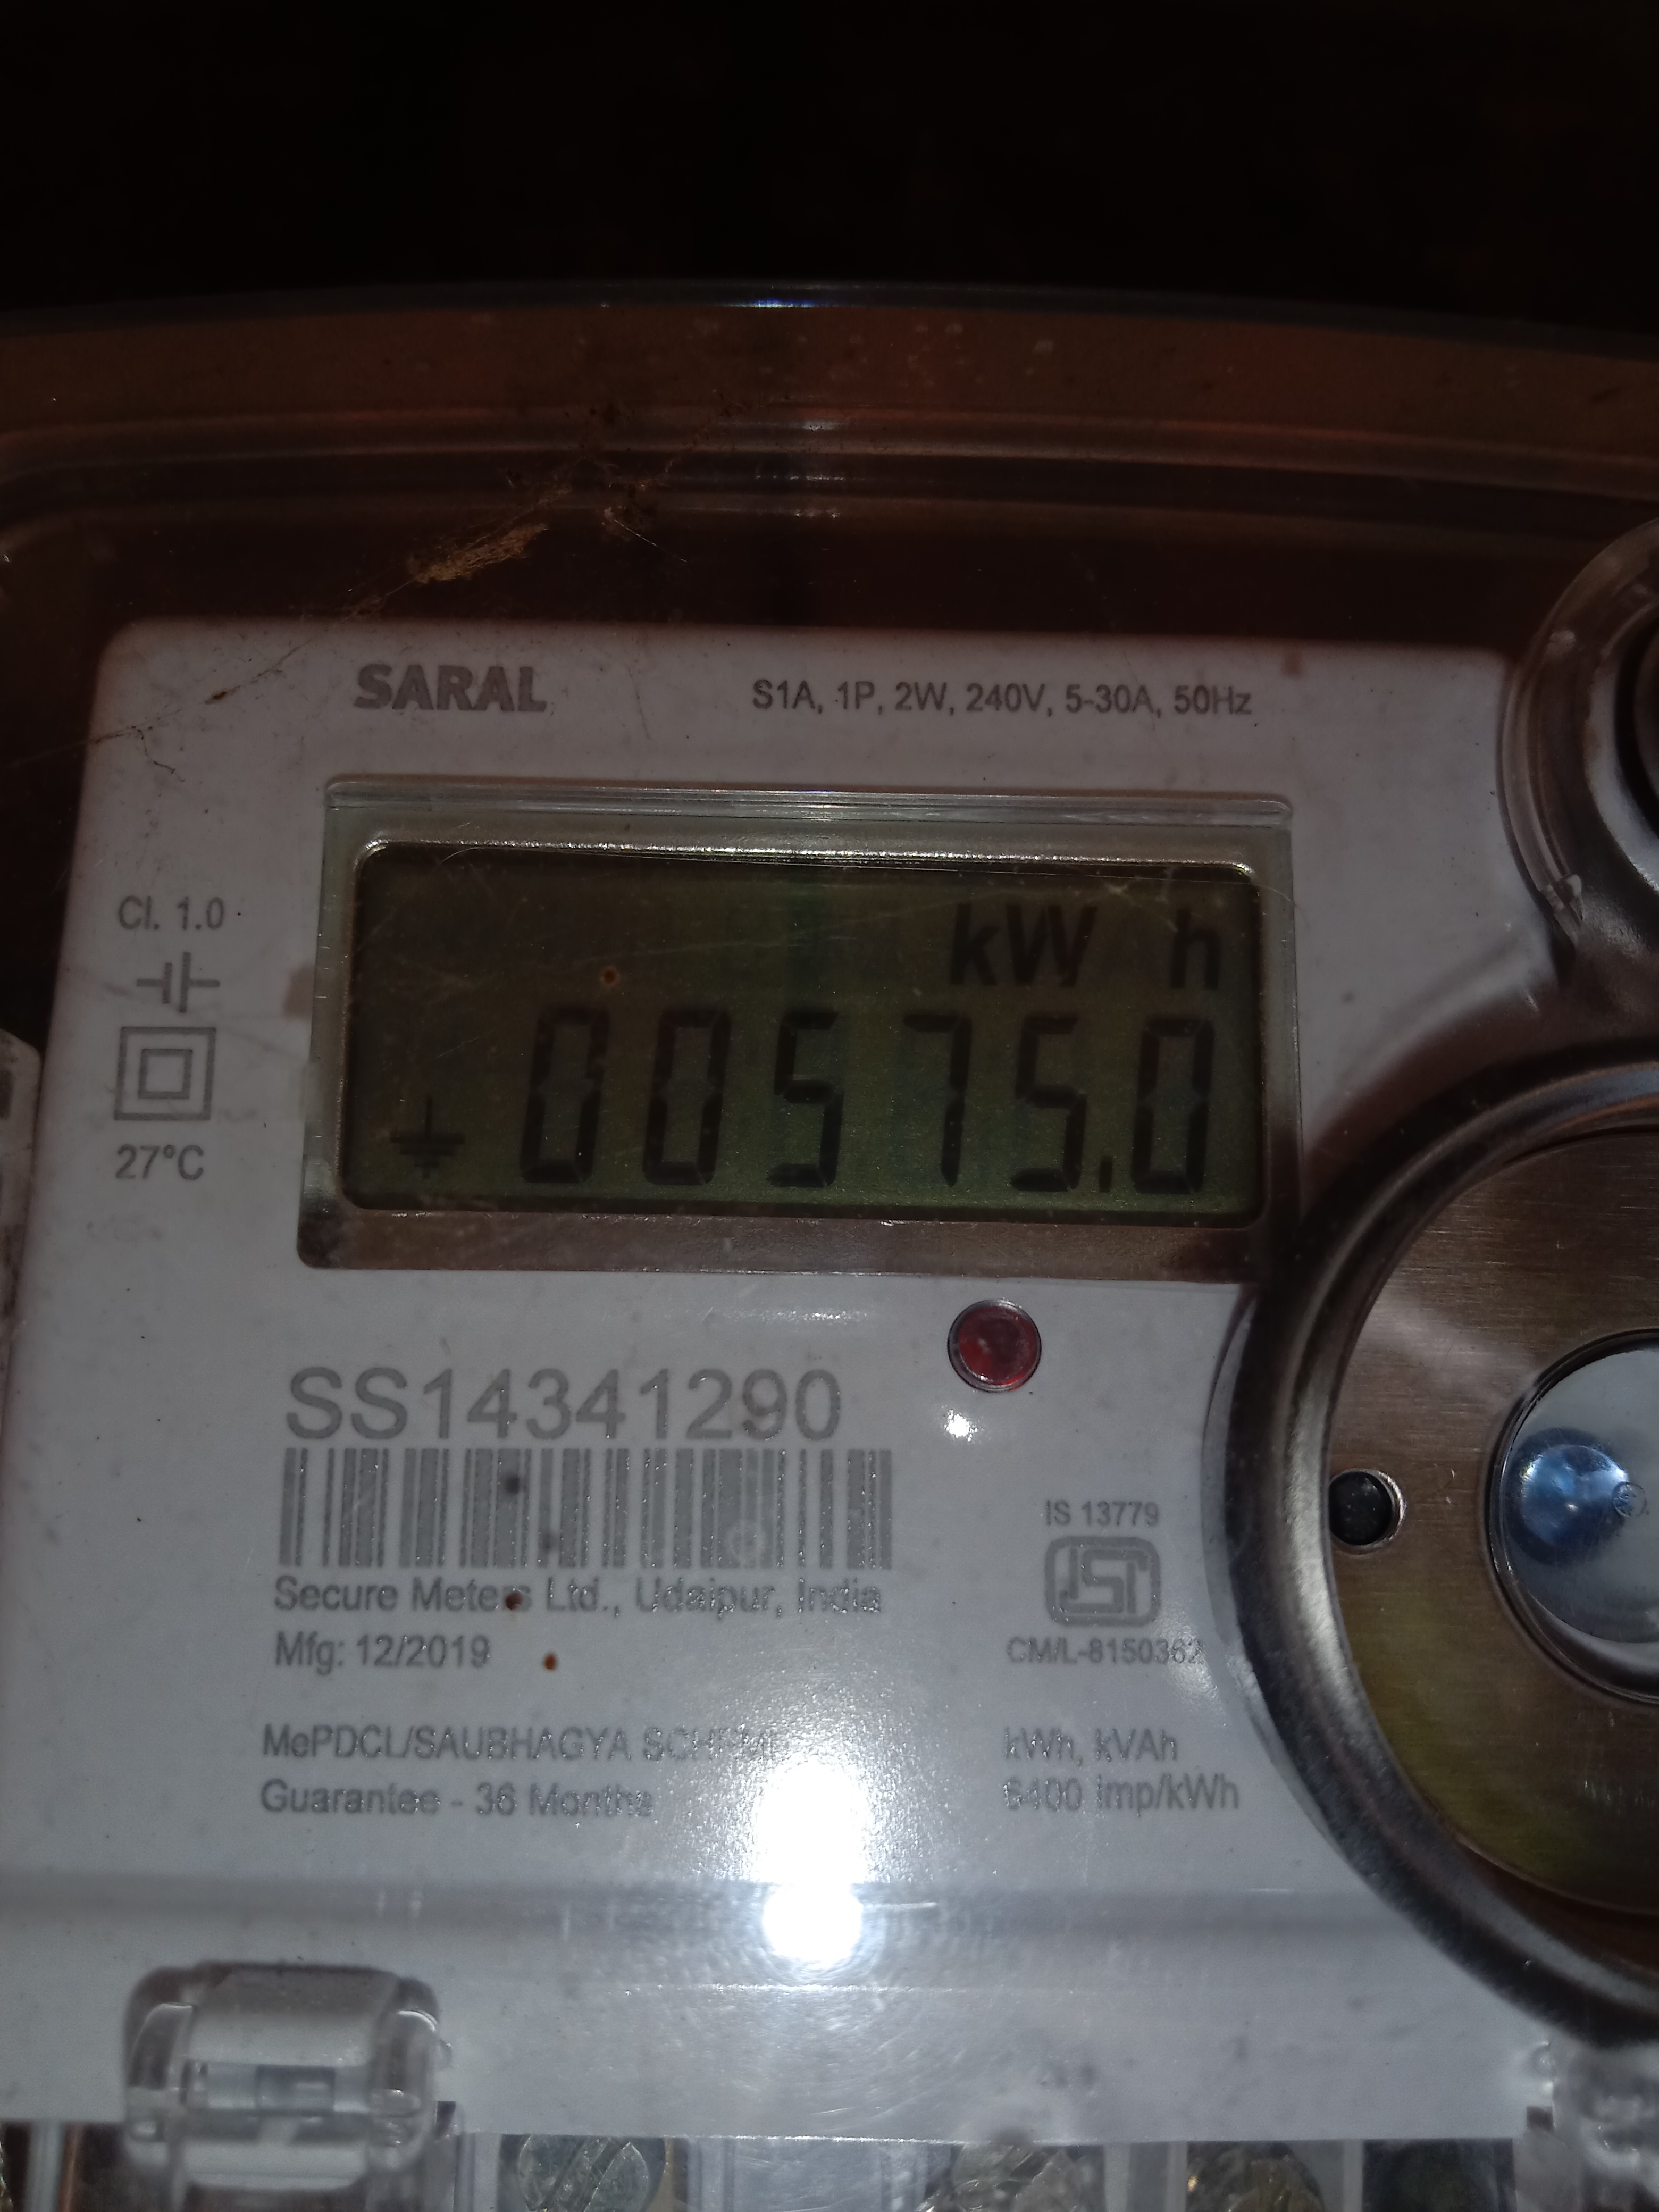 SARAL
S1A, 1P, 2W, 240V, 5-30A, 50Hz
Cl. 1.0
27°C
kW h
00575.0
SS14341290
Secure Meters Ltd., Udaipur, India
Mfg: 12/2019
IS 13779
ISI
CM/L-8150362
MePDCL/SAUBHAGYA SCHEME
Guarantee - 36 Months
kWh, kVAh
6400 imp/kWh